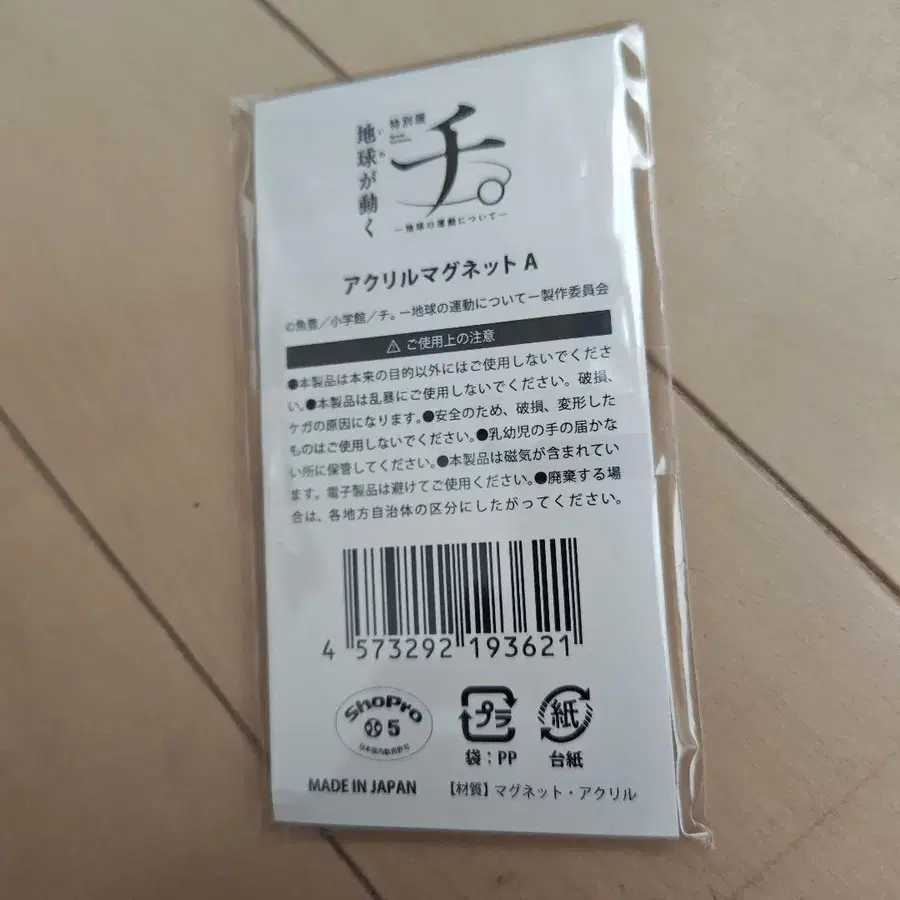 特別展
チ。
―地球の運動について―
地球が動く
アクリルマグネット A
©魚豊／小学館／チ。ー地球の運動についてー製作委員会
⚠ ご使用上の注意
●本製品は本来の目的以外にはご使用しないでくださ
い。●本製品は乱暴にご使用しないでください。破損、
ケガの原因になります。●安全のため、破損、変形した
ものはご使用しないでください。●乳幼児の手の届かな
い所に保管してください。●本製品は磁気が含まれてい
ます。電子製品は避けてご使用ください。●廃棄する場
合は、各地方自治体の区分にしたがってください。
4 573292 193621
ShoPro
5
プラ
袋：PP
紙
台紙
MADE IN JAPAN
【材質】マグネット・アクリル